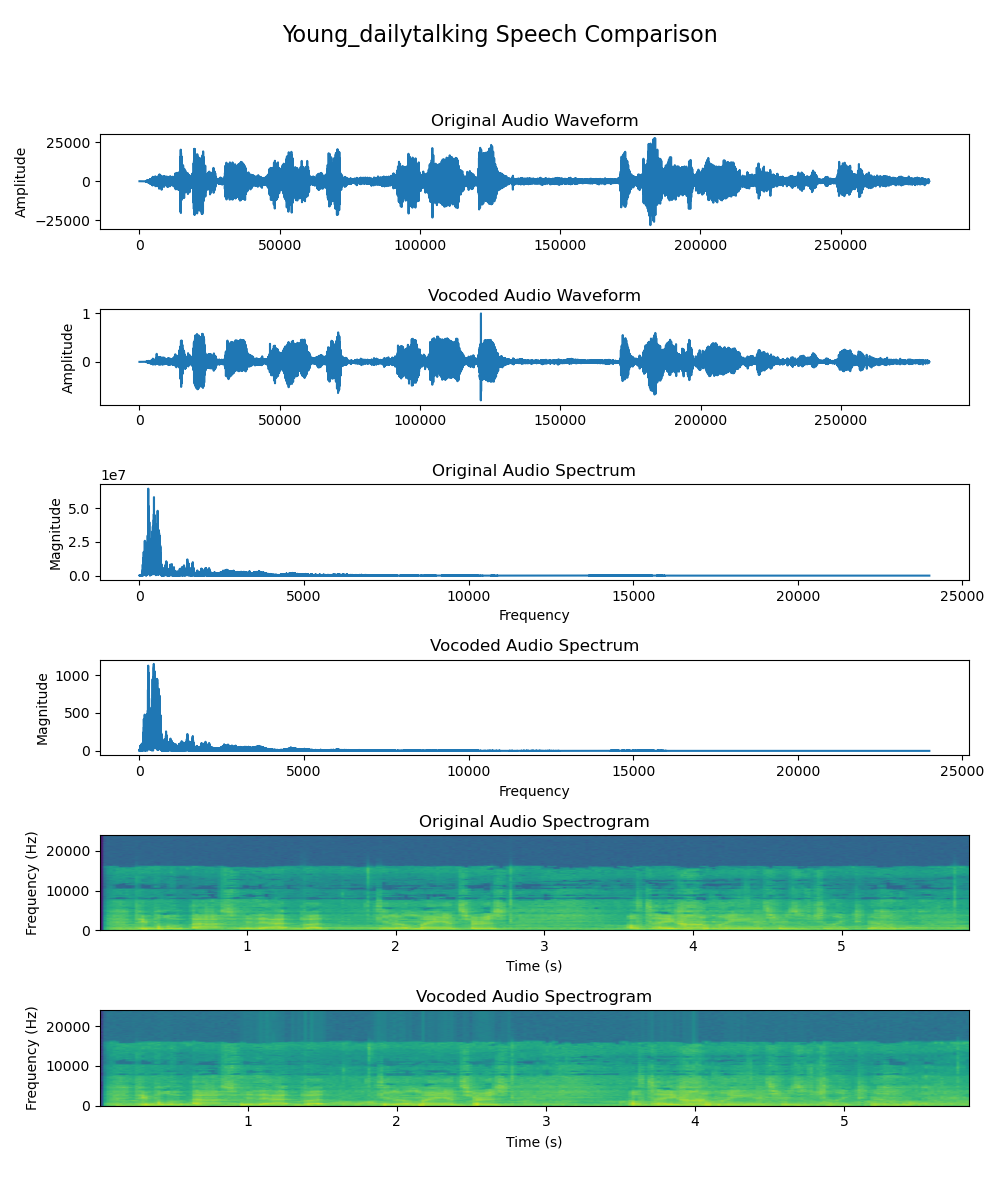 Young_dailytalking Speech Comparison
Original Audio Waveform
Amplitude
25000
0
−25000
0 50000 100000 150000 200000 250000
Vocoded Audio Waveform
Amplitude
1
0
0 50000 100000 150000 200000 250000
Original Audio Spectrum
1e7
Magnitude
5.0
2.5
0.0
0 5000 10000 15000 20000 25000
Frequency
Vocoded Audio Spectrum
Magnitude
1000
500
0
0 5000 10000 15000 20000 25000
Frequency
Original Audio Spectrogram
Frequency (Hz)
20000
10000
0
1 2 3 4 5
Time (s)
Vocoded Audio Spectrogram
Frequency (Hz)
20000
10000
0
1 2 3 4 5
Time (s)